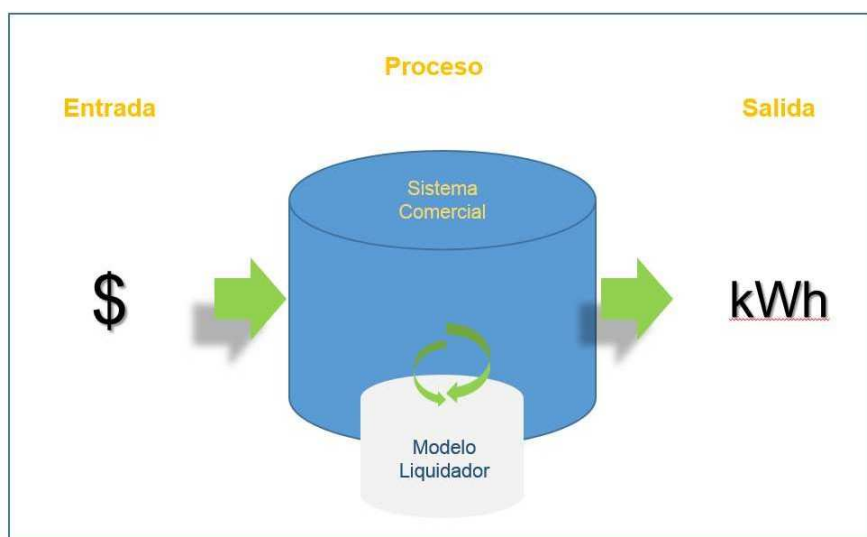 Proceso
Entrada
Salida
Sistema
Comercial
$
kWh
Modelo
Liquidador